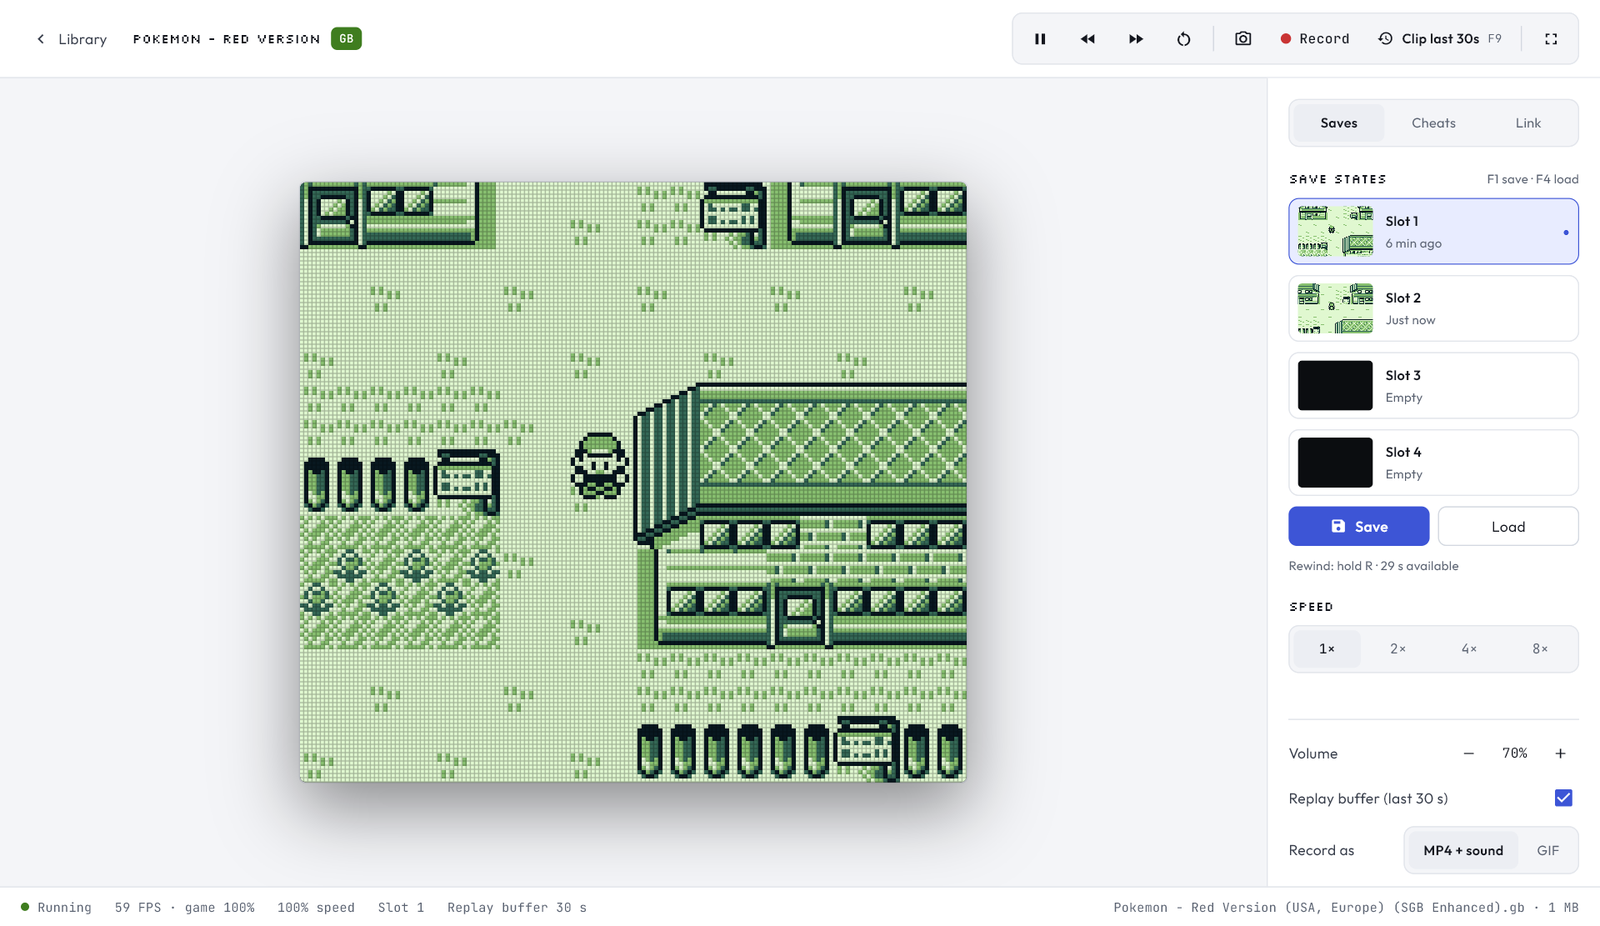 Library
POKEMON - RED VERSION
GB
Record
Clip last 30s F9
Saves
Cheats
Link
SAVE STATES
F1 save · F4 load
Slot 1
6 min ago
Slot 2
Just now
Slot 3
Empty
Slot 4
Empty
Save
Load
Rewind: hold R · 29 s available
SPEED
1×
2×
4×
8×
Volume
− 70% +
Replay buffer (last 30 s)
Record as
MP4 + sound
GIF
Running
59 FPS · game 100%
100% speed
Slot 1
Replay buffer 30 s
Pokemon - Red Version (USA, Europe) (SGB Enhanced).gb · 1 MB